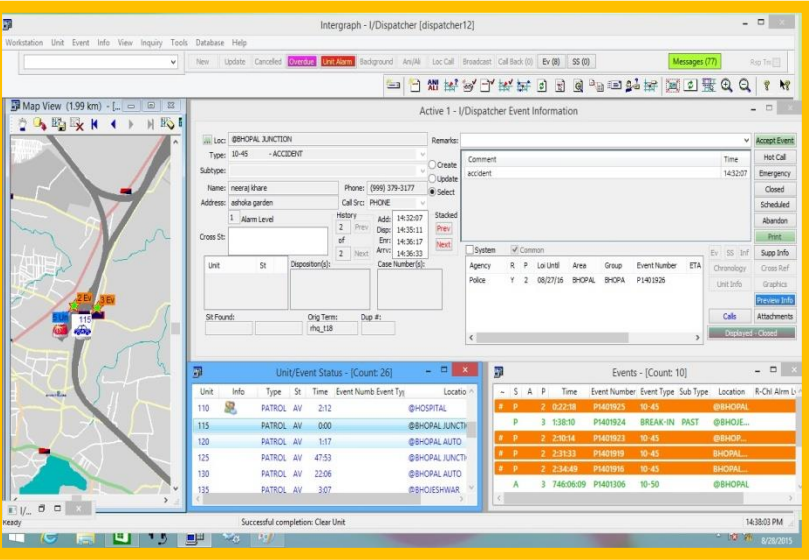 Intergraph - I/Dispatcher [dispatcher12]
Workstation Unit Event Info View Inquiry Tools Database Help
New Update Cancelled Overdue Unit Alarm Background Ani/Ali Loc Call Broadcast Call Back (0) Ev (8) SS (0) Messages (77)
Map View (1.99 km) - [...
2 Ev
3 Ev
115
Active 1 - I/Dispatcher Event Information
Loc: @BHOPAL JUNCTION Remarks:
Type: 10-45 - ACCIDENT
Subtype:
Name: neeraj khare Phone: (999) 379-3177
Address: ashoka garden Call Src: PHONE
1 Alarm Level
Cross St:
History
2 Prev
of
2 Next
Add: 14:32:07
Disp: 14:35:11
Enr: 14:36:17
Arrv: 14:36:33
Create
Update
Select
Stacked
Prev
Next
Unit St Disposition(s): Case Number(s):
Sit Found: Orig Term: Dup #:
rhq_t18
Comment Time
accident 14:32:07
System Common
Agency R P Loi Until Area Group Event Number ETA
Police Y 2 08/27/16 BHOPAL BHOPA P1401926
Accept Event
Hot Call
Emergency
Closed
Scheduled
Abandon
Print
Ev SS Inf Supp Info
Chronology Cross Ref
Unit Info Graphics
Preview Info
Calls Attachments
Displayed - Closed
Unit/Event Status - [Count: 26]
Unit Info Type St Time Event Numb Event Typ Locatio
110 PATROL AV 2:12 @HOSPITAL
115 PATROL AV 0:00 @BHOPAL JUNCTI
120 PATROL AV 1:17 @BHOPAL AUTO
125 PATROL AV 47:53 @BHOPAL JUNCTI
130 PATROL AV 22:06 @BHOPAL AUTO
135 PATROL AV 3:07 @BHOJESHWAR
Events - [Count: 10]
~ S A P Time Event Number Event Type Sub Type Location R-Chl Alrm L
# P 2 0:22:18 P1401925 10-45 @BHOPAL
P 3 1:38:10 P1401924 BREAK-IN PAST @BHOJE...
# P 2 2:10:14 P1401923 10-45 @BHOP...
# P 2 2:31:33 P1401919 10-45 BHOPAL...
# P 2 2:34:49 P1401916 10-45 BHOPAL...
A 3 746:06:09 P1401306 10-50 @BHOPAL
I/...
Ready Successful completion: Clear Unit 14:38:03 PM
8/28/2015